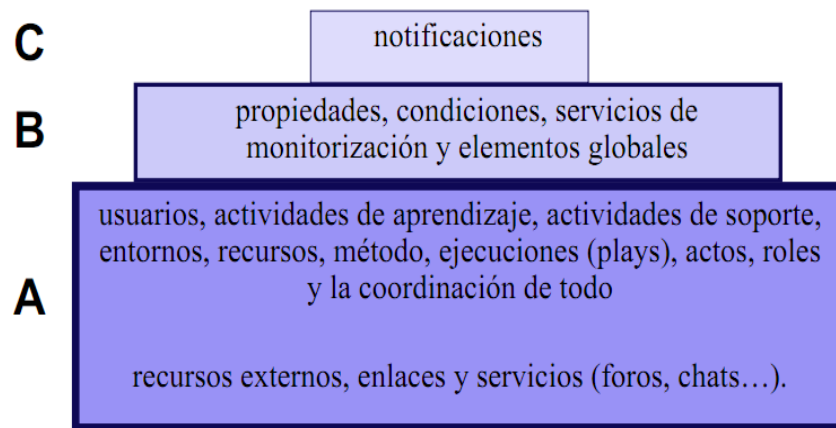 C
notificaciones
B
propiedades, condiciones, servicios de
monitorización y elementos globales
A
usuarios, actividades de aprendizaje, actividades de soporte,
entornos, recursos, método, ejecuciones (plays), actos, roles
y la coordinación de todo
recursos externos, enlaces y servicios (foros, chats…).